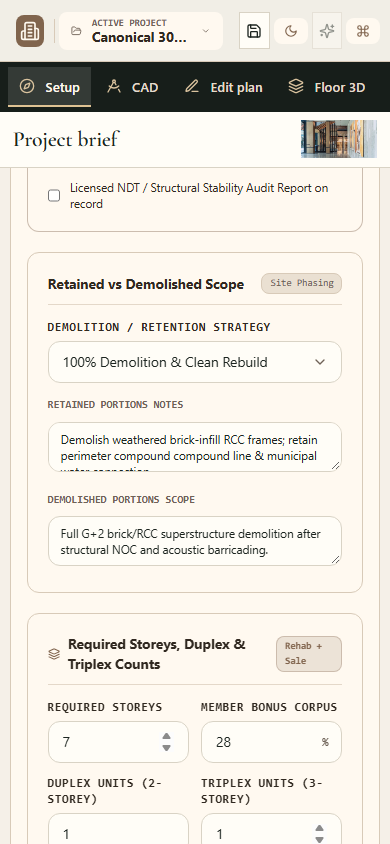 ACTIVE PROJECT
Canonical 30...
Setup
CAD
Edit plan
Floor 3D
Project brief
Licensed NDT / Structural Stability Audit Report on
record
Retained vs Demolished Scope
Site Phasing
DEMOLITION / RETENTION STRATEGY
100% Demolition & Clean Rebuild
RETAINED PORTIONS NOTES
Demolish weathered brick-infill RCC frames; retain
perimeter compound compound line & municipal
water connection
DEMOLISHED PORTIONS SCOPE
Full G+2 brick/RCC superstructure demolition after
structural NOC and acoustic barricading.
Required Storeys, Duplex &
Triplex Counts
Rehab +
Sale
REQUIRED STOREYS
MEMBER BONUS CORPUS
7
28
%
DUPLEX UNITS (2-
STOREY)
TRIPLEX UNITS (3-
STOREY)
1
1